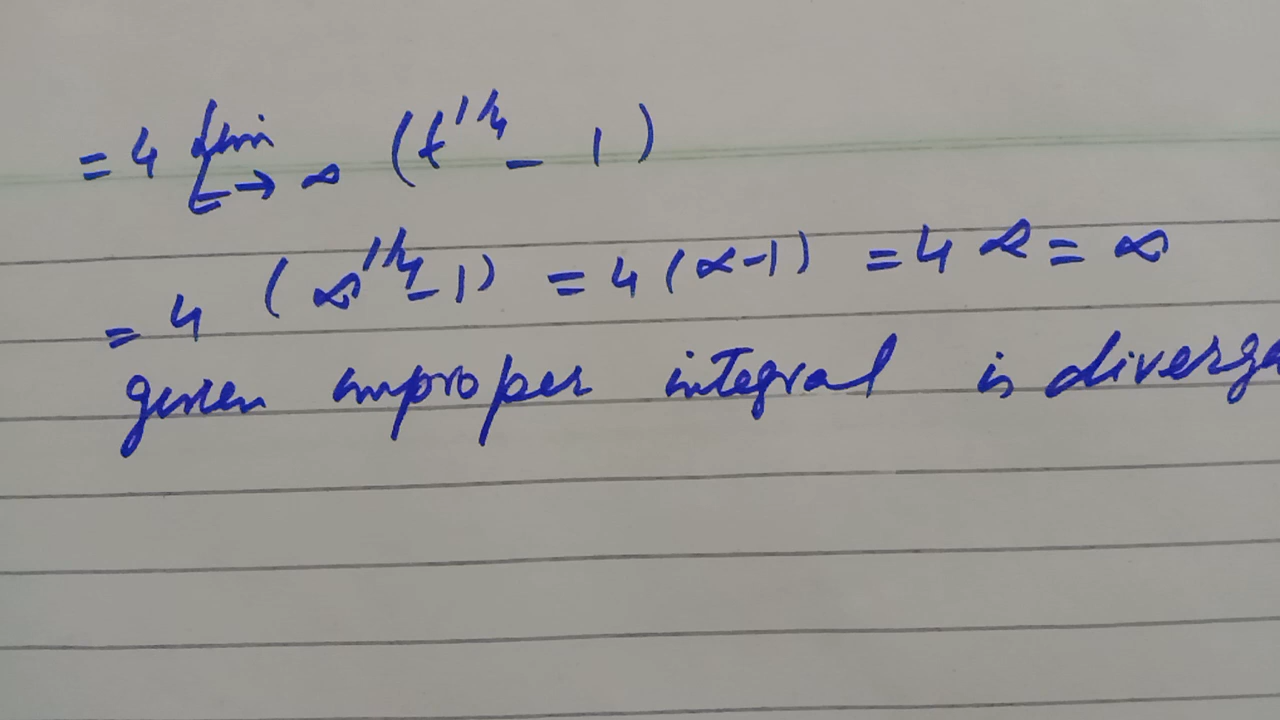 = 4 lim t→∞ (t^1/4 - 1)
= 4 (∞^1/4 - 1) = 4 (∞-1) = 4 ∞ = ∞
given improper integral is diverge